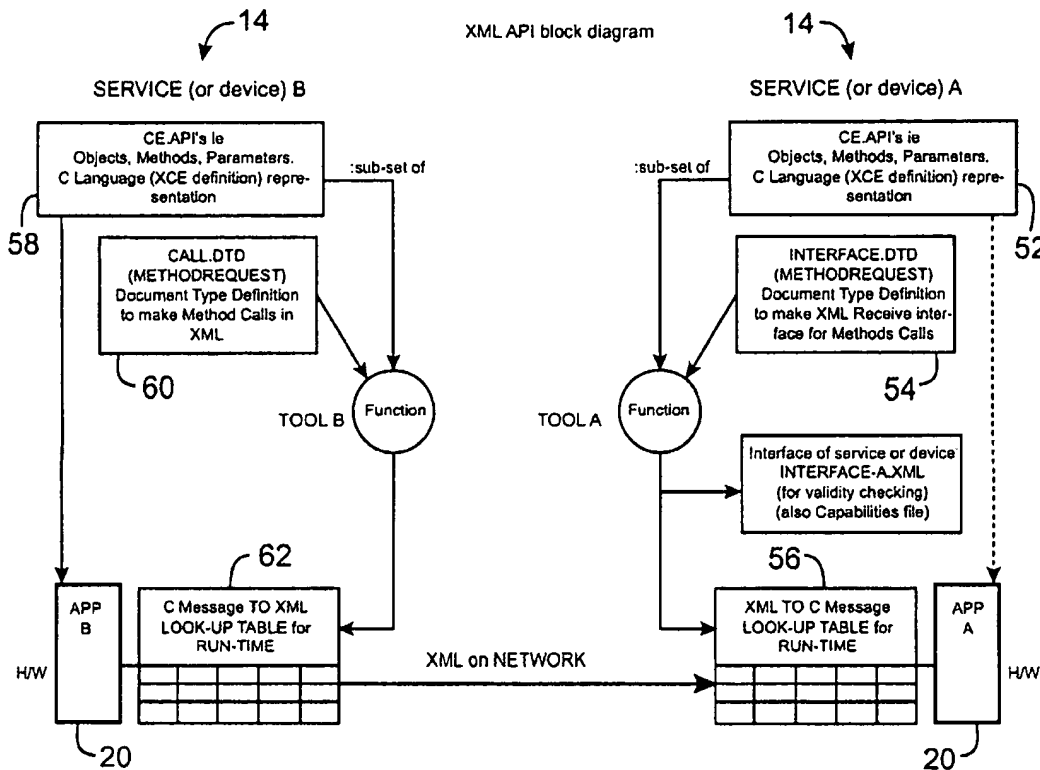 14
XML API block diagram
14
SERVICE (or device) B
SERVICE (or device) A
CE.API's ie
Objects, Methods, Parameters.
C Language (XCE definition) repre-
sentation
:sub-set of
58
:sub-set of
CE.API's ie
Objects, Methods, Parameters.
C Language (XCE definition) repre-
sentation
52
CALL.DTD
(METHODREQUEST)
Document Type Definition
to make Method Calls in
XML
60
INTERFACE.DTD
(METHODREQUEST)
Document Type Definition
to make XML Receive inter-
face for Methods Calls
54
TOOL B
Function
TOOL A
Function
Interface of service or device
INTERFACE-A.XML
(for validity checking)
(also Capabilities file)
62
56
APP
B
H/W
20
C Message TO XML
LOOK-UP TABLE for
RUN-TIME
XML on NETWORK
XML TO C Message
LOOK-UP TABLE for
RUN-TIME
APP
A
H/W
20